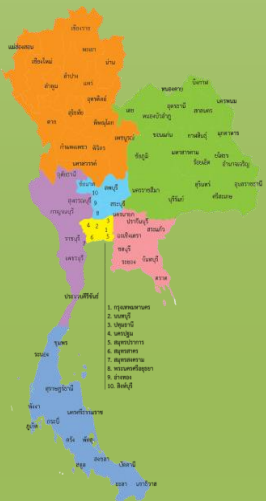 เชียงราย
แม่ฮ่องสอน
พะเยา
เชียงใหม่
น่าน
ลำปาง
ลำพูน
แพร่
อุตรดิตถ์
สุโขทัย
ตาก
พิษณุโลก
กำแพงเพชร
พิจิตร
เพชรบูรณ์
นครสวรรค์
อุทัยธานี
บึงกาฬ
หนองคาย
เลย
อุดรธานี
สกลนคร
นครพนม
หนองบัวลำภู
ขอนแก่น
กาฬสินธุ์
มุกดาหาร
ชัยภูมิ
มหาสารคาม
ร้อยเอ็ด
ยโสธร
อำนาจเจริญ
นครราชสีมา
บุรีรัมย์
สุรินทร์
ศรีสะเกษ
อุบลราชธานี
ชัยนาท
ลพบุรี
10
9
สุพรรณบุรี
สระบุรี
8
กาญจนบุรี
นครนายก
ปราจีนบุรี
สระแก้ว
4 2 3
1
6 5
ฉะเชิงเทรา
ราชบุรี
ชลบุรี
เพชรบุรี
ระยอง
จันทบุรี
ตราด
ประจวบคีรีขันธ์
1. กรุงเทพมหานคร
2. นนทบุรี
3. ปทุมธานี
4. นครปฐม
5. สมุทรปราการ
6. สมุทรสาคร
7. สมุทรสงคราม
8. พระนครศรีอยุธยา
9. อ่างทอง
10. สิงห์บุรี
ชุมพร
ระนอง
สุราษฎร์ธานี
พังงา
นครศรีธรรมราช
กระบี่
ภูเก็ต
ตรัง
พัทลุง
สงขลา
สตูล
ปัตตานี
ยะลา
นราธิวาส